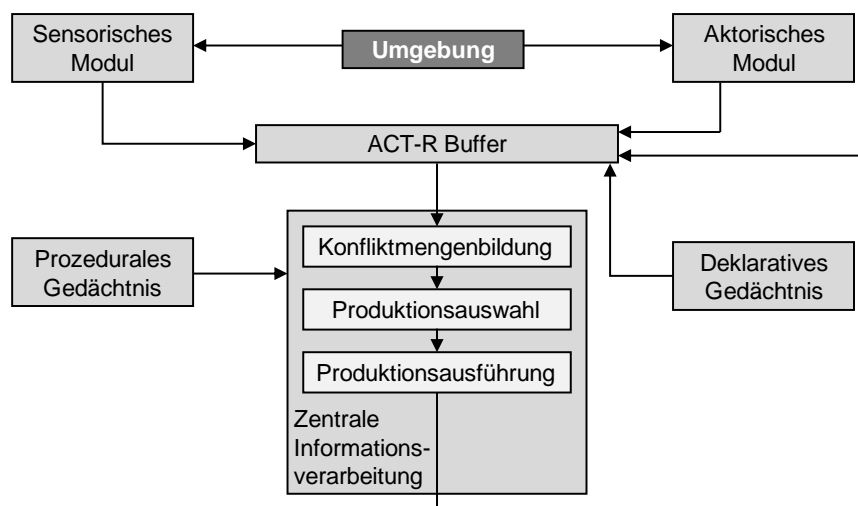 Sensorisches
Modul
Umgebung
Aktorisches
Modul
ACT-R Buffer
Konfliktmengenbildung
Prozedurales
Gedächtnis
Deklaratives
Gedächtnis
Produktionsauswahl
Produktionsausführung
Zentrale
Informations-
verarbeitung